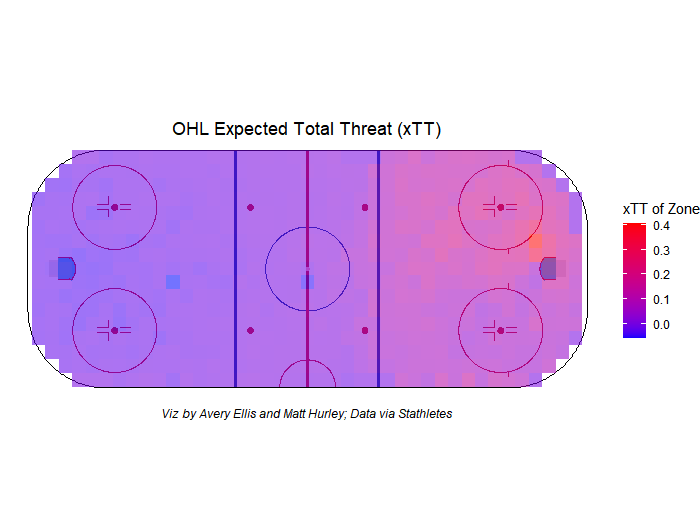 OHL Expected Total Threat (xTT)
xTT of Zone
0.4
0.3
0.2
0.1
0.0
Viz by Avery Ellis and Matt Hurley; Data via Stathletes